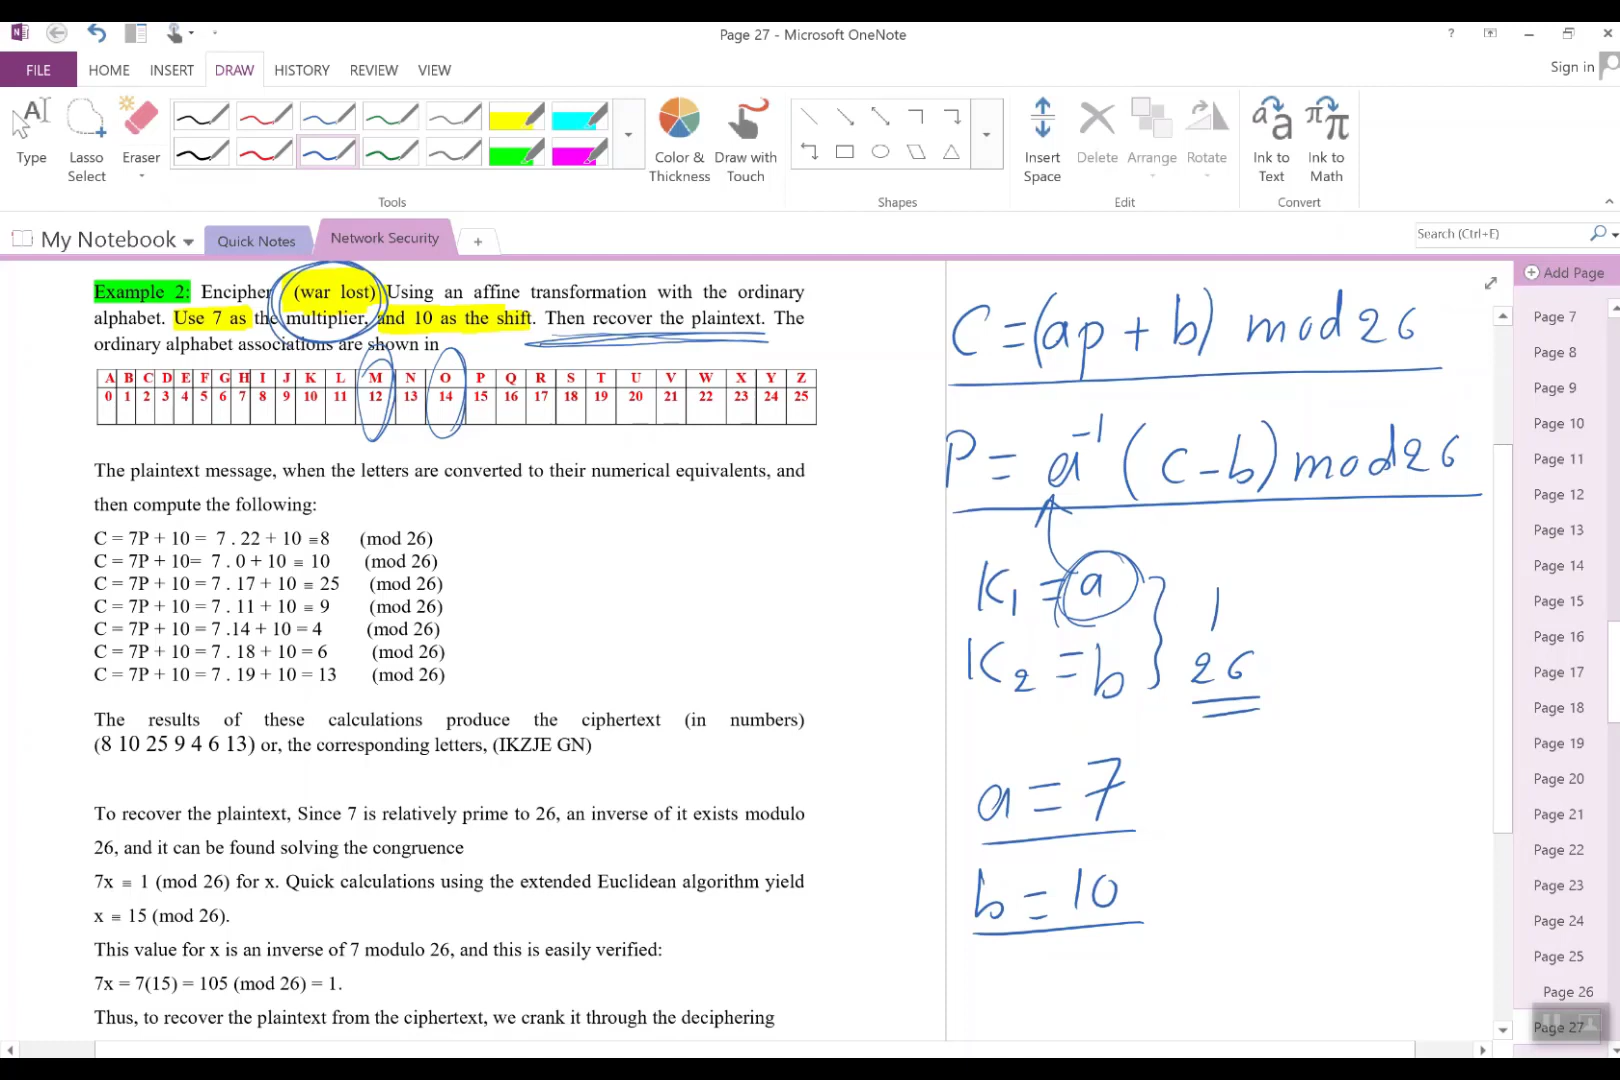 Page 27 - Microsoft OneNote
?
FILE HOME INSERT DRAW HISTORY REVIEW VIEW
Sign in
Type
Lasso Select
Eraser
Color & Thickness
Draw with Touch
Insert Space
Delete
Arrange
Rotate
Ink to Text
Ink to Math
Tools
Shapes
Edit
Convert
My Notebook
Quick Notes
Network Security
+
Search (Ctrl+E)
Example 2: Encipher (war lost) Using an affine transformation with the ordinary
alphabet. Use 7 as the multiplier, and 10 as the shift. Then recover the plaintext. The
ordinary alphabet associations are shown in
A B C D E F G H I J K L M N O P Q R S T U V W X Y Z
0 1 2 3 4 5 6 7 8 9 10 11 12 13 14 15 16 17 18 19 20 21 22 23 24 25
The plaintext message, when the letters are converted to their numerical equivalents, and
then compute the following:
C = 7P + 10 = 7 . 22 + 10 ≡8 (mod 26)
C = 7P + 10= 7 . 0 + 10 ≡ 10 (mod 26)
C = 7P + 10 = 7 . 17 + 10 ≡ 25 (mod 26)
C = 7P + 10 = 7 . 11 + 10 ≡ 9 (mod 26)
C = 7P + 10 = 7 .14 + 10 = 4 (mod 26)
C = 7P + 10 = 7 . 18 + 10 = 6 (mod 26)
C = 7P + 10 = 7 . 19 + 10 = 13 (mod 26)
The results of these calculations produce the ciphertext (in numbers)
(8 10 25 9 4 6 13) or, the corresponding letters, (IKZJE GN)
To recover the plaintext, Since 7 is relatively prime to 26, an inverse of it exists modulo
26, and it can be found solving the congruence
7x ≡ 1 (mod 26) for x. Quick calculations using the extended Euclidean algorithm yield
x ≡ 15 (mod 26).
This value for x is an inverse of 7 modulo 26, and this is easily verified:
7x = 7(15) = 105 (mod 26) = 1.
Thus, to recover the plaintext from the ciphertext, we crank it through the deciphering
C = (ap + b) mod 26
P = a⁻¹ (c - b) mod 26
K₁ = a
K₂ = b
1
26
a = 7
b = 10
Add Page
Page 7
Page 8
Page 9
Page 10
Page 11
Page 12
Page 13
Page 14
Page 15
Page 16
Page 17
Page 18
Page 19
Page 20
Page 21
Page 22
Page 23
Page 24
Page 25
Page 26
Page 27